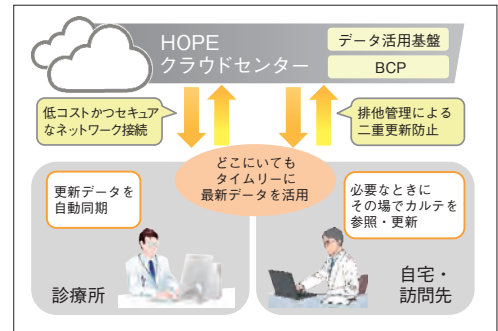 HOPE
クラウドセンター
データ活用基盤
BCP
低コストかつセキュア
なネットワーク接続
排他管理による
二重更新防止
どこにいても
タイムリーに
最新データを活用
更新データを
自動同期
必要なときに
その場でカルテを
参照・更新
診療所
自宅・
訪問先